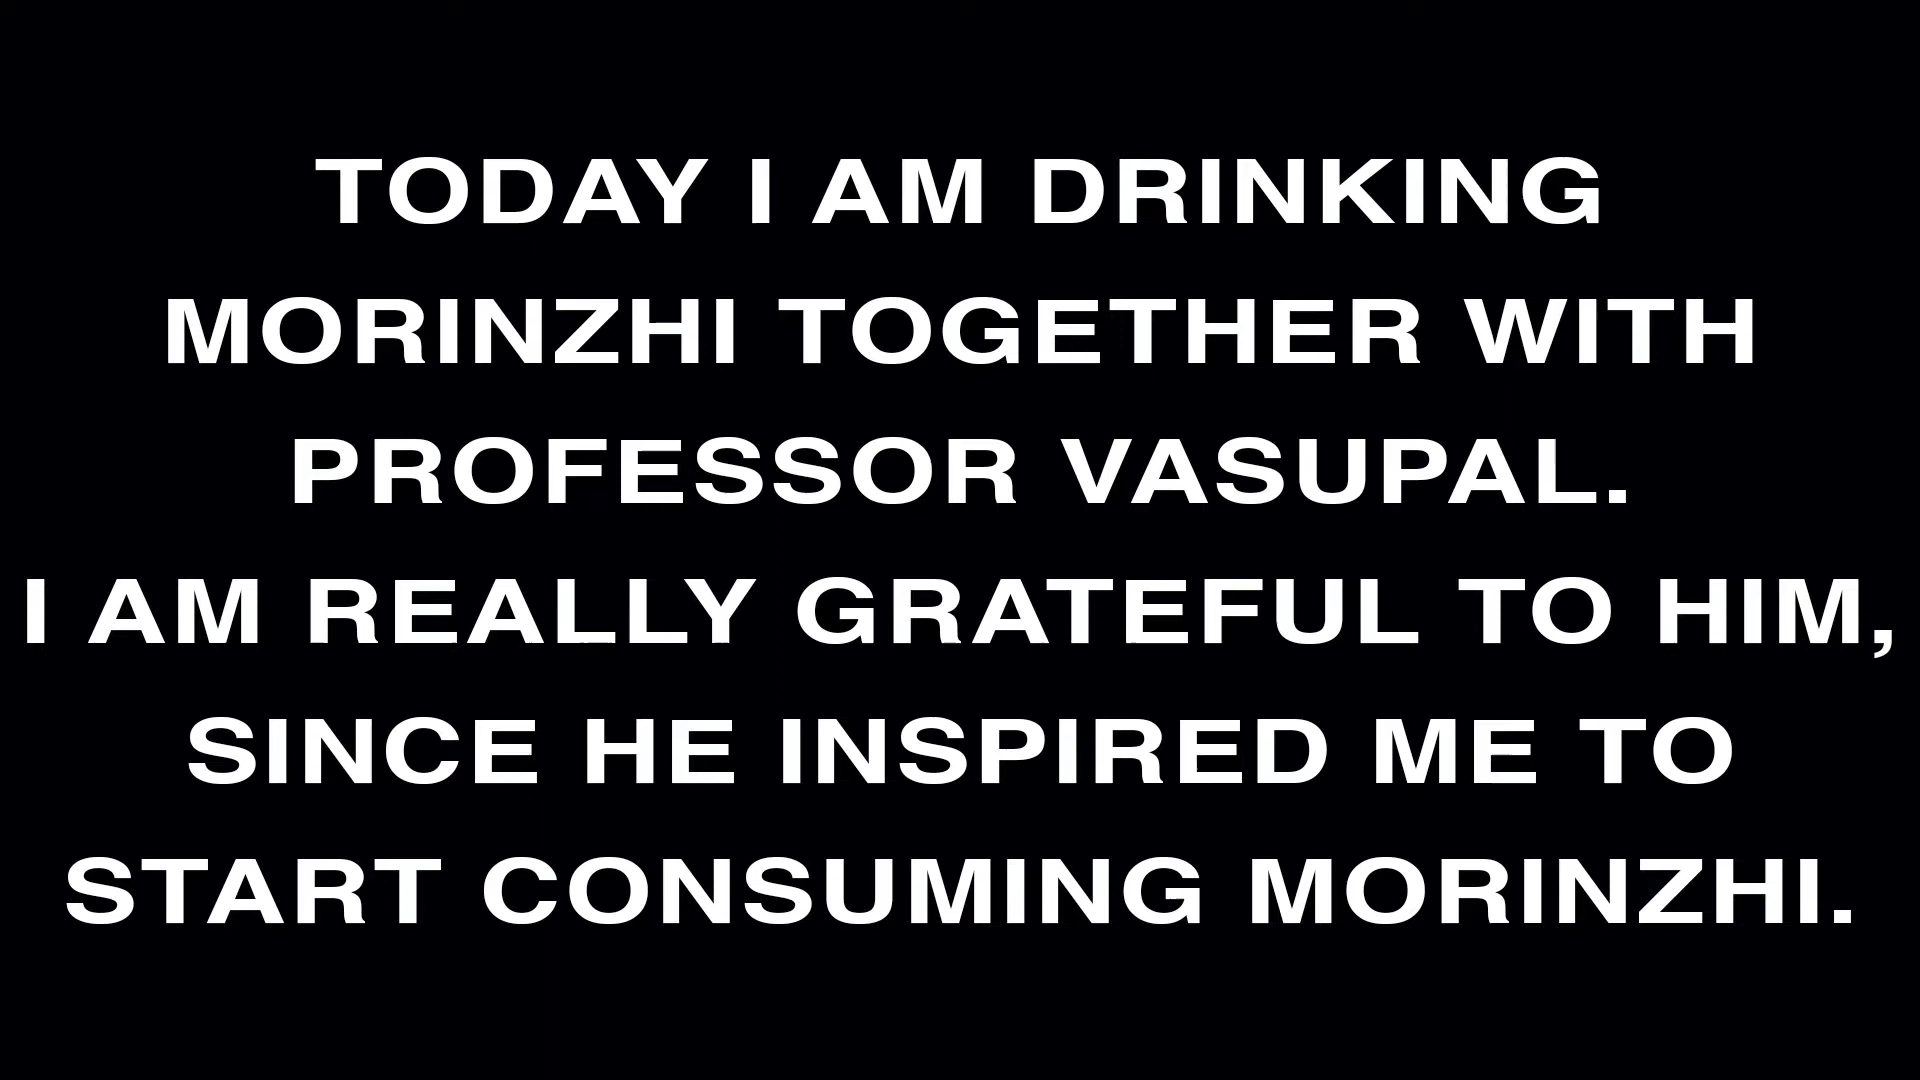 TODAY I AM DRINKING
MORINZHI TOGETHER WITH
PROFESSOR VASUPAL.
I AM REALLY GRATEFUL TO HIM,
SINCE HE INSPIRED ME TO
START CONSUMING MORINZHI.